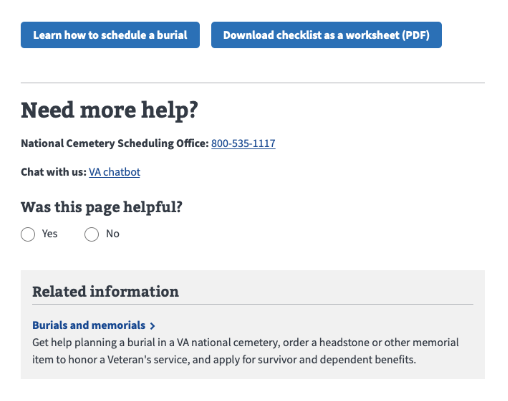 Learn how to schedule a burial
Download checklist as a worksheet (PDF)
Need more help?
National Cemetery Scheduling Office: 800-535-1117
Chat with us: VA chatbot
Was this page helpful?
Yes
No
Related information
Burials and memorials
Get help planning a burial in a VA national cemetery, order a headstone or other memorial
item to honor a Veteran's service, and apply for survivor and dependent benefits.